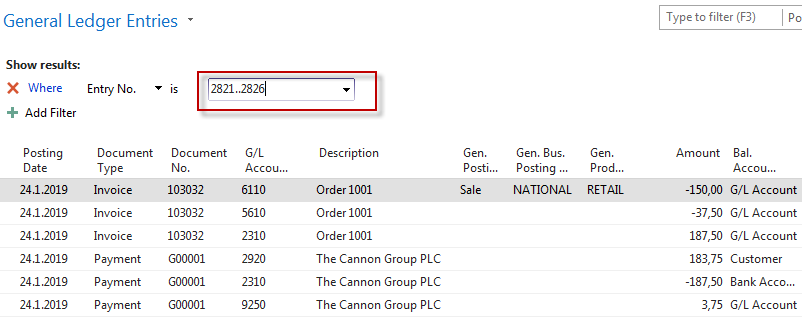 General Ledger Entries
Type to filter (F3) Po
Show results:
Where Entry No. is 2821..2826
Add Filter
Posting Date Document Type Document No. G/L Accou... Description Gen. Posti... Gen. Bus. Posting ... Gen. Prod... Amount Bal. Accou...
24.1.2019 Invoice 103032 6110 Order 1001 Sale NATIONAL RETAIL -150,00 G/L Account
24.1.2019 Invoice 103032 5610 Order 1001 -37,50 G/L Account
24.1.2019 Invoice 103032 2310 Order 1001 187,50 G/L Account
24.1.2019 Payment G00001 2920 The Cannon Group PLC 183,75 Customer
24.1.2019 Payment G00001 2310 The Cannon Group PLC -187,50 Bank Acco...
24.1.2019 Payment G00001 9250 The Cannon Group PLC 3,75 G/L Account